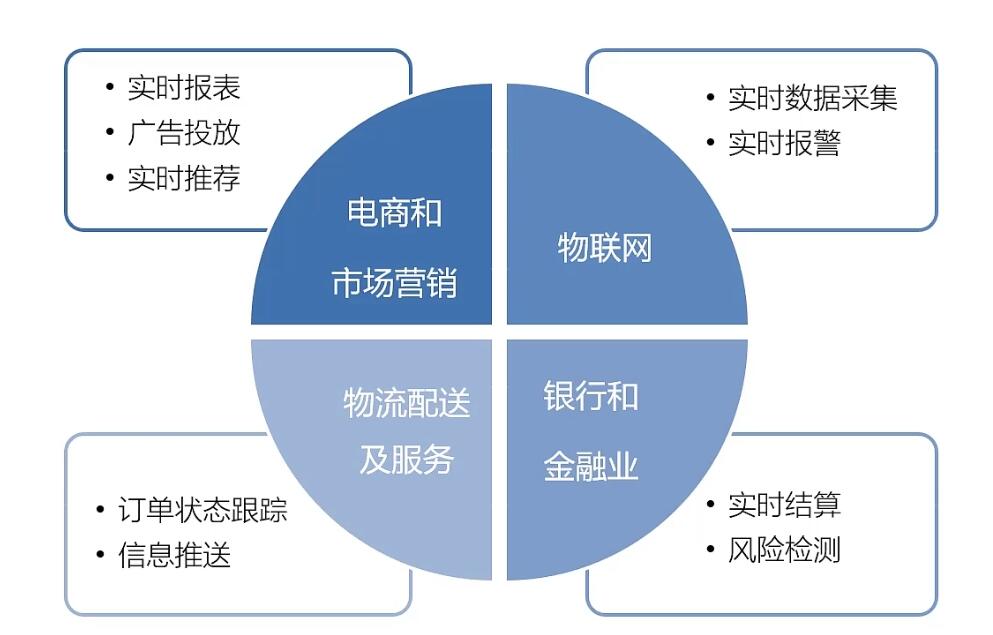 • 实时报表
• 广告投放
• 实时推荐
电商和
市场营销
• 实时数据采集
• 实时报警
物联网
物流配送
及服务
• 订单状态跟踪
• 信息推送
银行和
金融业
• 实时结算
• 风险检测